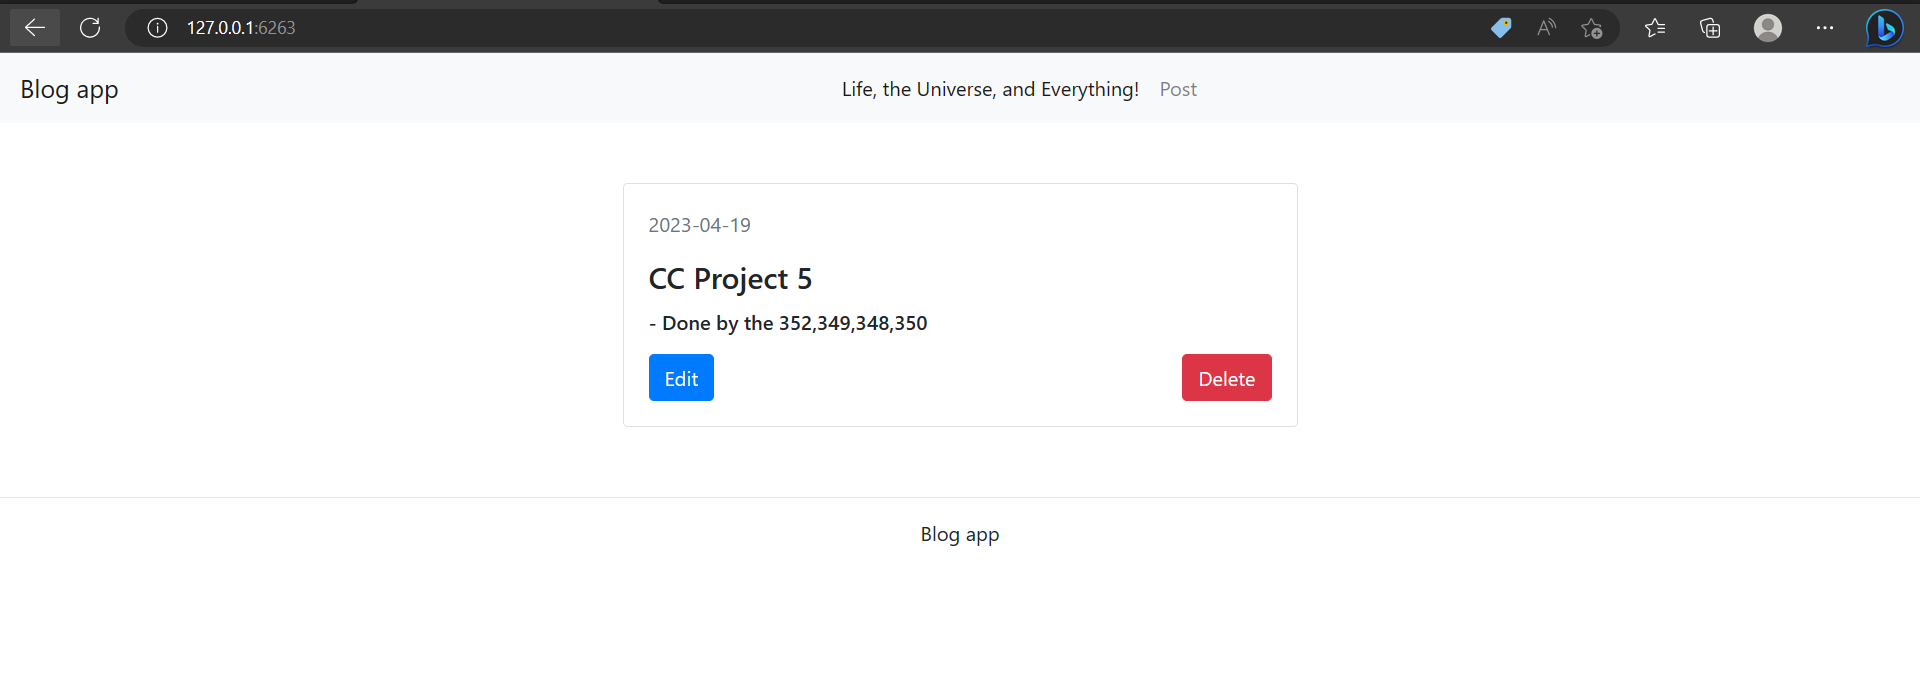 127.0.0.1:6263
Blog app
Life, the Universe, and Everything! Post
2023-04-19
CC Project 5
- Done by the 352,349,348,350
Edit
Delete
Blog app